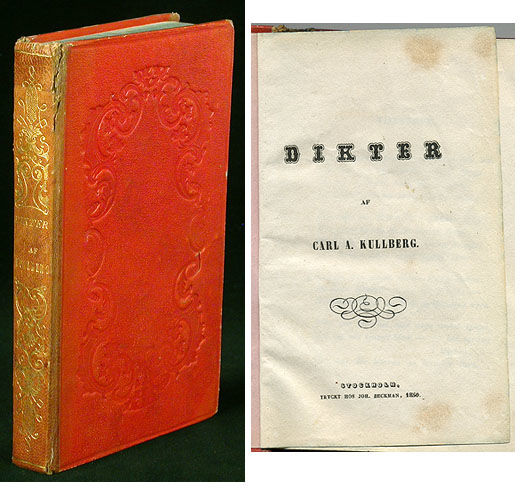 DIKTER
AF
KULLBERG
DIKTER
AF
CARL A. KULLBERG.
STOCKHOLM,
TRYCKT HOS JOH. BECKMAN, 1850.